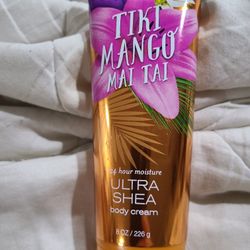 TIKI
MANGO
MAI TAI
24 hour moisture
ULTRA
SHEA
body cream
8 OZ / 226 g